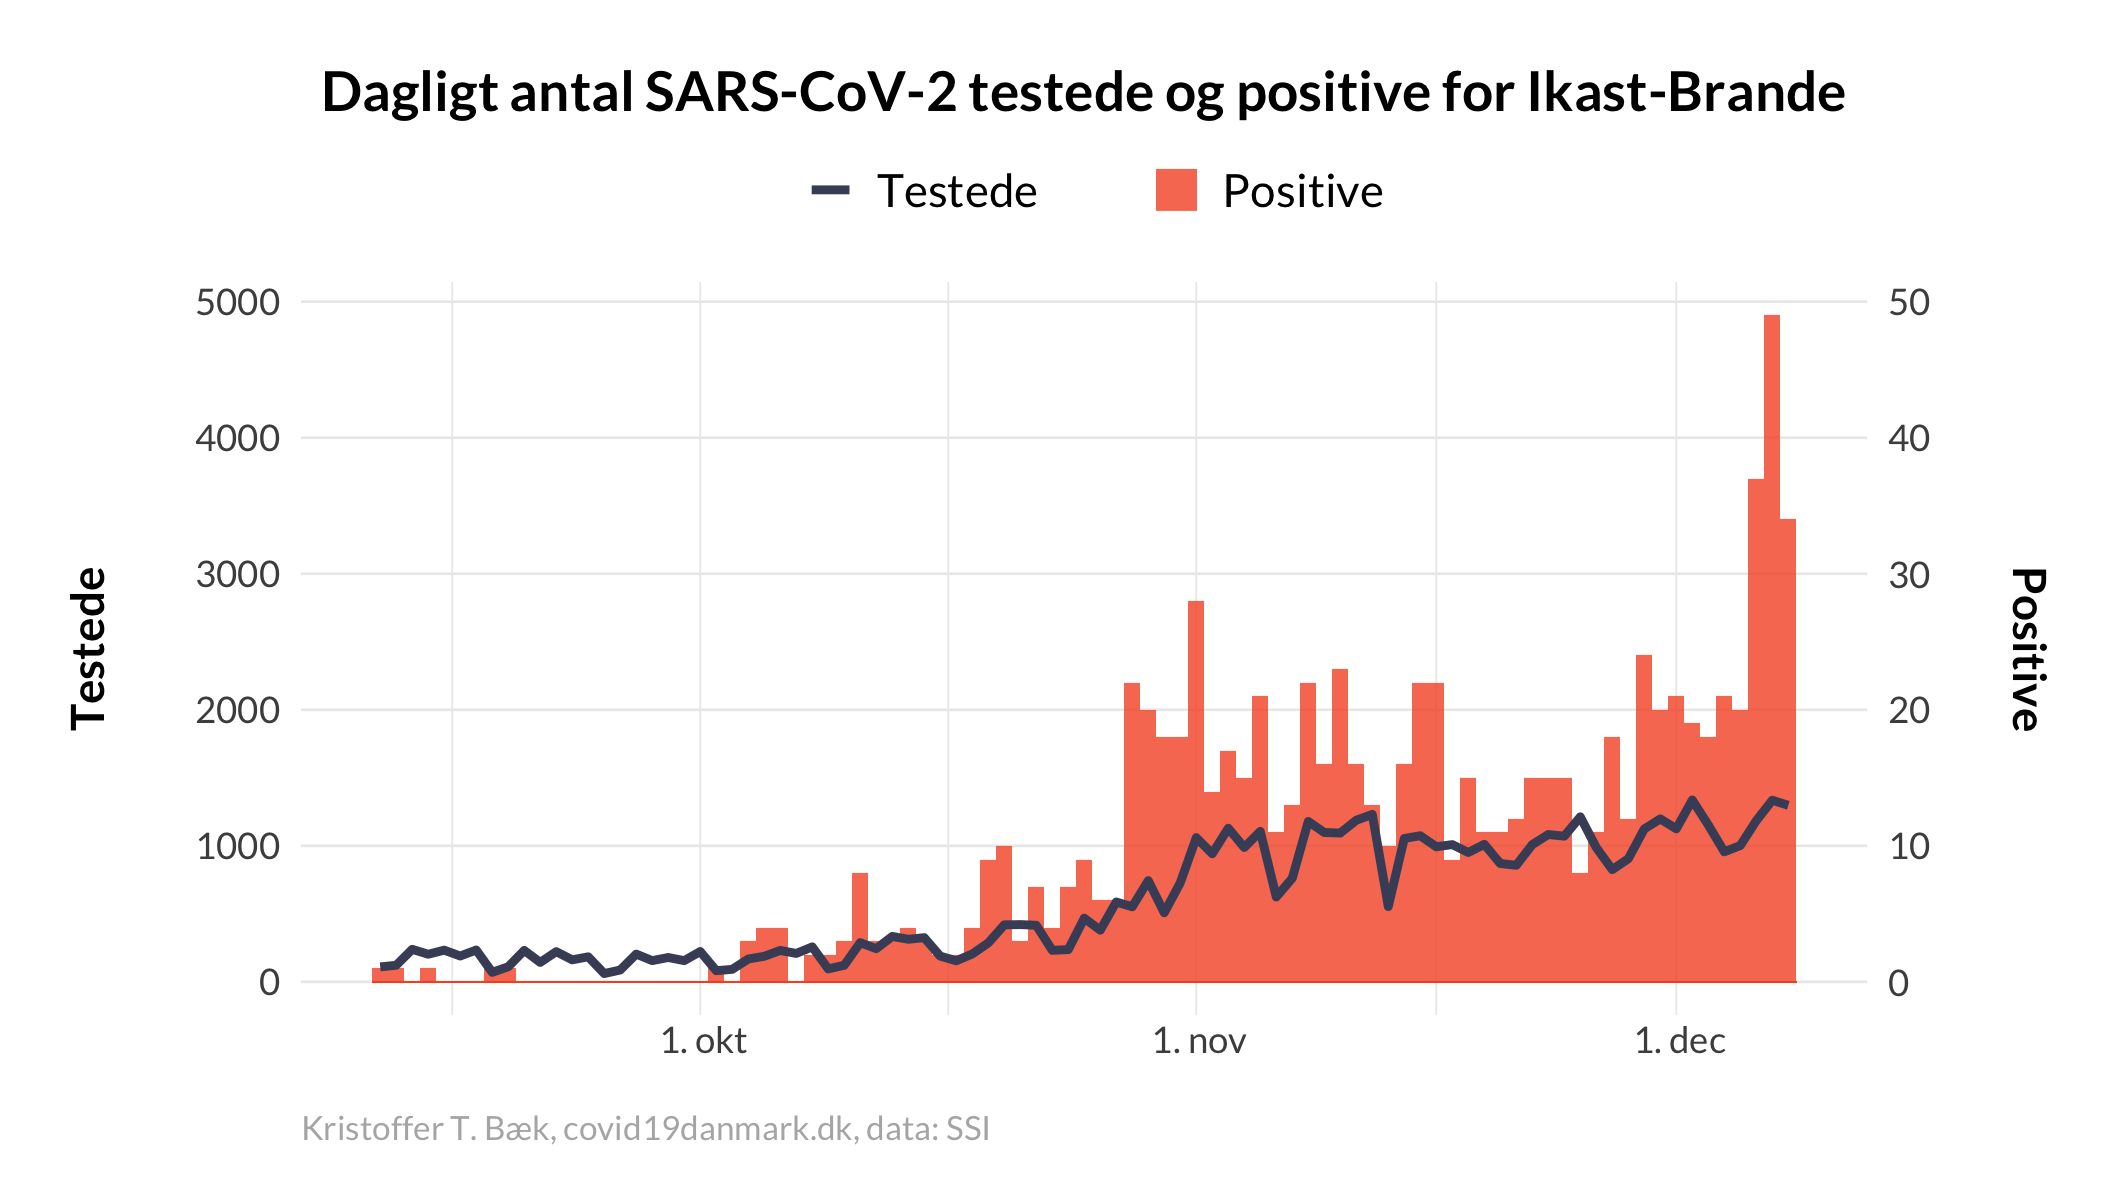 Dagligt antal SARS-CoV-2 testede og positive for Ikast-Brande
Testede
Positive
5000
4000
3000
2000
1000
0
Testede
50
40
30
20
10
0
Positive
1. okt
1. nov
1. dec
Kristoffer T. Bæk, covid19danmark.dk, data: SSI